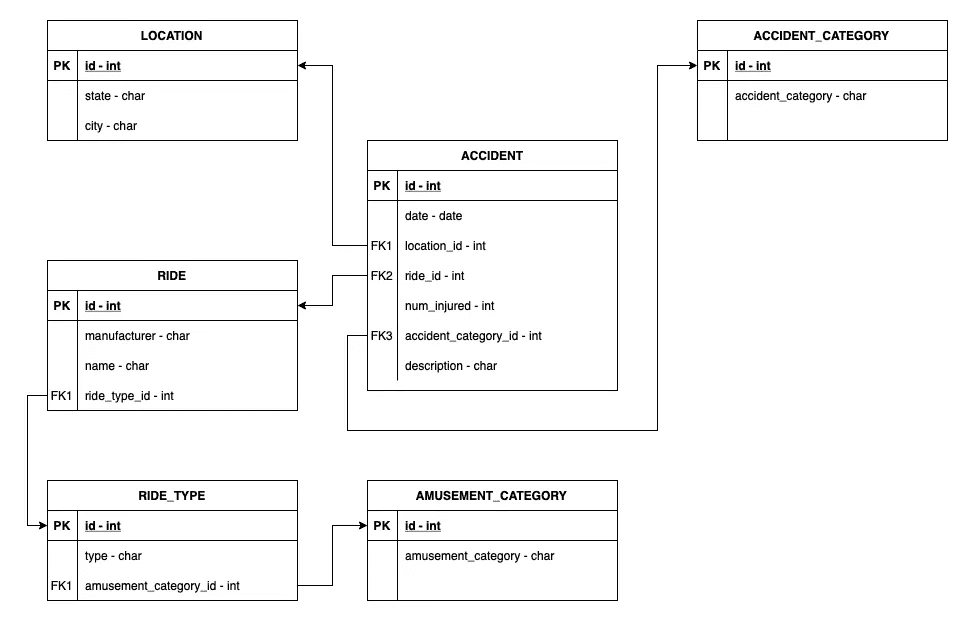 LOCATION
PK id - int
state - char
city - char
ACCIDENT_CATEGORY
PK id - int
accident_category - char
ACCIDENT
PK id - int
date - date
FK1 location_id - int
FK2 ride_id - int
num_injured - int
FK3 accident_category_id - int
description - char
RIDE
PK id - int
manufacturer - char
name - char
FK1 ride_type_id - int
RIDE_TYPE
PK id - int
type - char
FK1 amusement_category_id - int
AMUSEMENT_CATEGORY
PK id - int
amusement_category - char